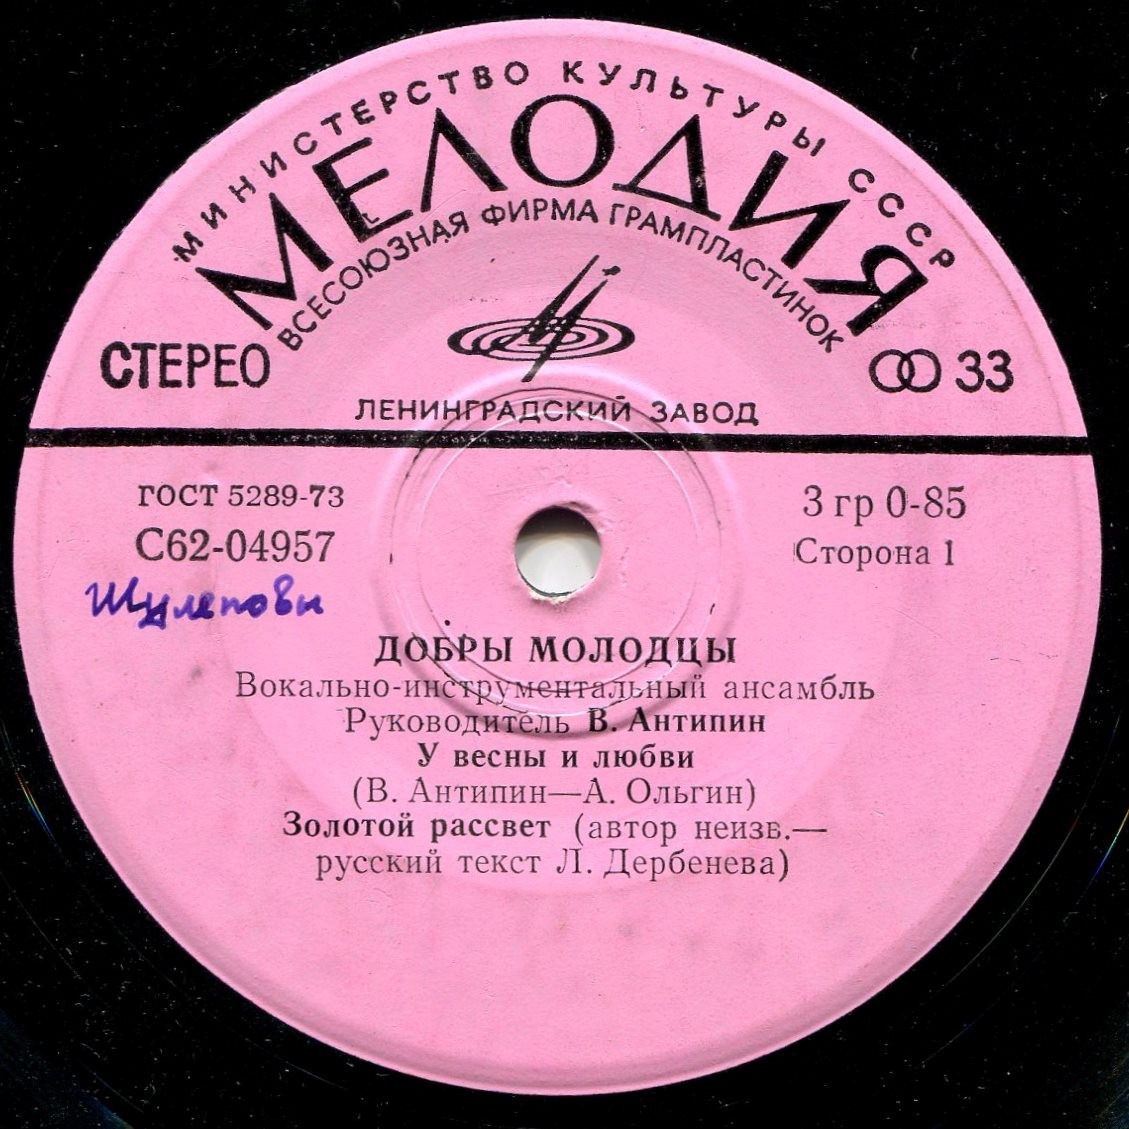 МИНИСТЕРСТВО КУЛЬТУРЫ СССР
МЕЛОДИЯ
ВСЕСОЮЗНАЯ ФИРМА ГРАМПЛАСТИНОК
СТЕРЕО
33
ЛЕНИНГРАДСКИЙ ЗАВОД
ГОСТ 5289-73
3 гр 0-85
С62-04957
Сторона 1
Шулеповы
ДОБРЫ МОЛОДЦЫ
Вокально-инструментальный ансамбль
Руководитель В. Антипин
У весны и любви
(В. Антипин—А. Ольгин)
Золотой рассвет (автор неизв.—
русский текст Л. Дербенева)